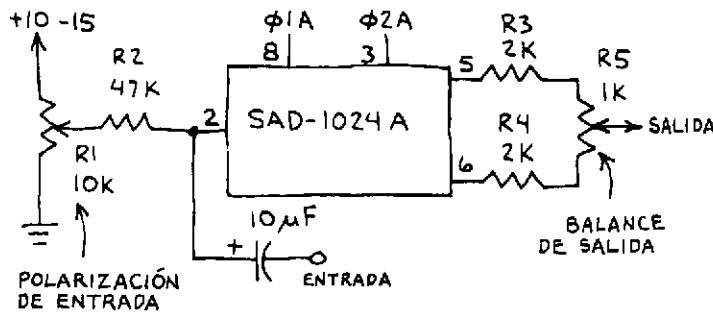 +10 -15
R2
47K
R1
10K
POLARIZACIÓN
DE ENTRADA
2
ϕ1A
8
ϕ2A
3
SAD-1024A
5
6
10µF
+
ENTRADA
R3
2K
R4
2K
R5
1K
SALIDA
BALANCE
DE SALIDA